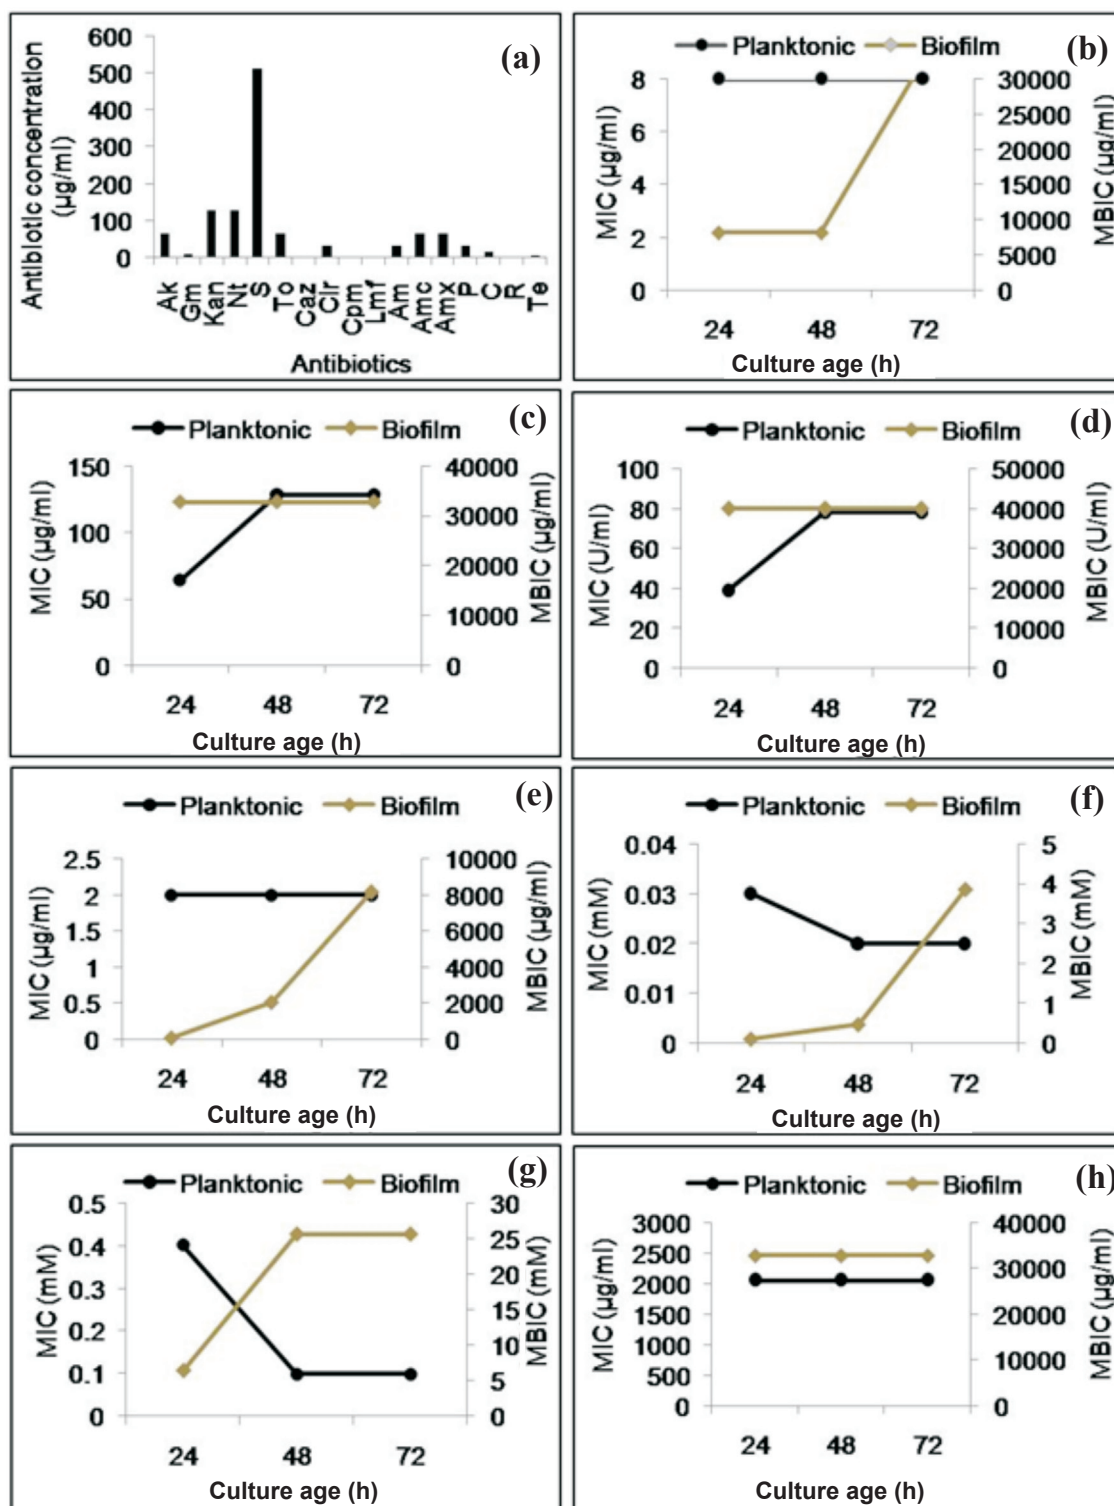 (a)
Antibiotic concentration
(µg/ml)
600
500
400
300
200
100
0
Ak
Gm
Kan
Nt
S
To
Caz
Clr
Cpm
Lmf
Am
Amc
Amx
P
C
R
Te
Antibiotics
Planktonic Biofilm (b)
MIC (µg/ml)
8
6
4
2
0
30000
25000
20000
15000
10000
5000
0
MBIC (µg/ml)
24 48 72
Culture age (h)
Planktonic Biofilm (c)
MIC (µg/ml)
150
100
50
0
40000
30000
20000
10000
0
MBIC (µg/ml)
24 48 72
Culture age (h)
Planktonic Biofilm (d)
MIC (U/ml)
100
80
60
40
20
0
50000
40000
30000
20000
10000
0
MBIC (U/ml)
24 48 72
Culture age (h)
Planktonic Biofilm (e)
MIC (µg/ml)
2.5
2
1.5
1
0.5
0
10000
8000
6000
4000
2000
0
MBIC (µg/ml)
24 48 72
Culture age (h)
Planktonic Biofilm (f)
MIC (mM)
0.04
0.03
0.02
0.01
0
5
4
3
2
1
0
MBIC (mM)
24 48 72
Culture age (h)
Planktonic Biofilm (g)
MIC (mM)
0.5
0.4
0.3
0.2
0.1
0
30
25
20
15
10
5
0
MBIC (mM)
24 48 72
Culture age (h)
Planktonic Biofilm (h)
MIC (µg/ml)
3000
2500
2000
1500
1000
500
0
40000
30000
20000
10000
0
MBIC (µg/ml)
24 48 72
Culture age (h)